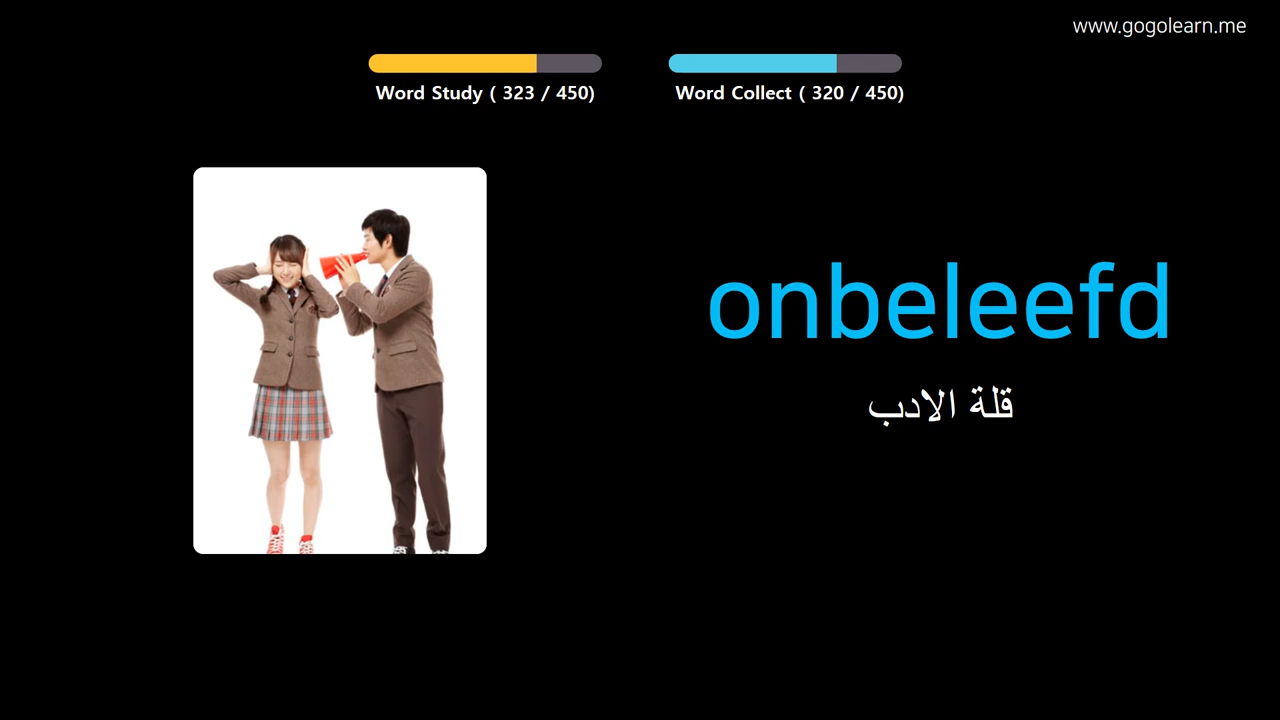 www.gogolearn.me
Word Study ( 323 / 450)
Word Collect ( 320 / 450)
onbeleefd
قلة الادب